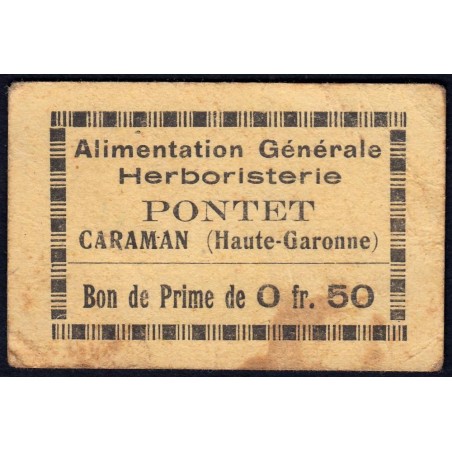 Alimentation Générale
Herboristerie
PONTET
CARAMAN (Haute-Garonne)
Bon de Prime de 0 fr. 50